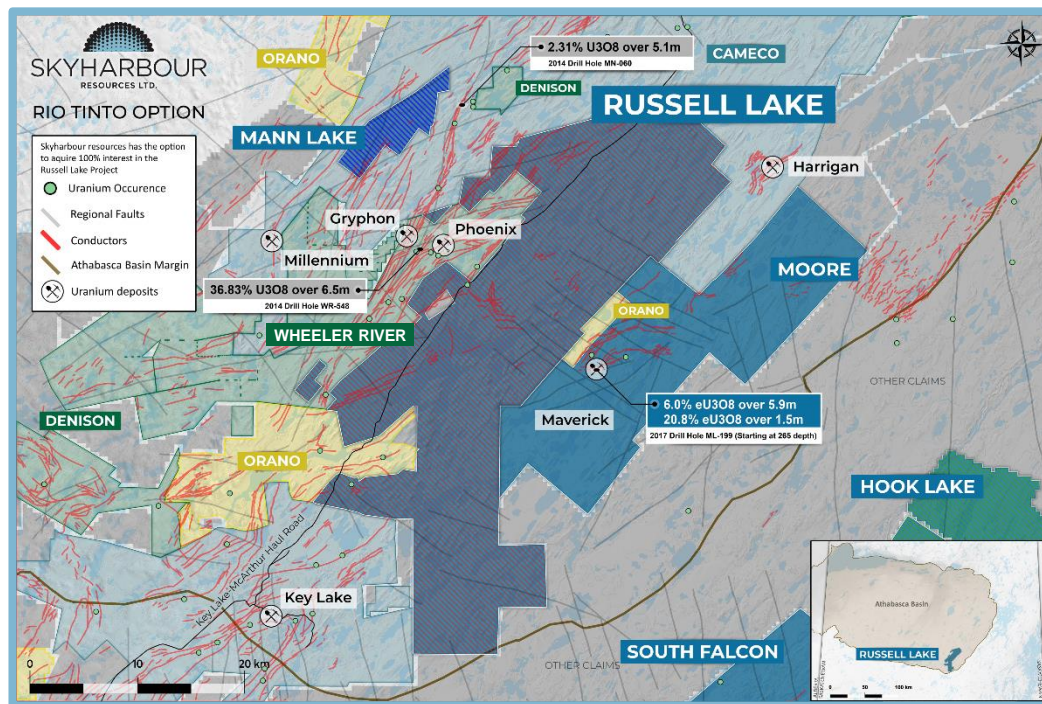 SKYHARBOUR
RESOURCES LTD.
RIO TINTO OPTION
Skyharbour resources has the option
to aquire 100% interest in the
Russell Lake Project
Uranium Occurence
Regional Faults
Conductors
Athabasca Basin Margin
Uranium deposits
ORANO
2.31% U3O8 over 5.1m
2014 Drill Hole MN-060
CAMECO
DENISON
RUSSELL LAKE
MANN LAKE
Harrigan
Gryphon
Phoenix
Millennium
MOORE
36.83% U3O8 over 6.5m
2014 Drill Hole WR-548
ORANO
WHEELER RIVER
OTHER CLAIMS
6.0% eU3O8 over 5.9m
20.8% eU3O8 over 1.5m
2017 Drill Hole ML-199 (Starting at 265 depth)
Maverick
DENISON
ORANO
HOOK LAKE
Key Lake-McArthur Haul Road
Key Lake
Athabasca Basin
RUSSELL LAKE
0 50 100 km
SOUTH FALCON
OTHER CLAIMS
0 10 20 km